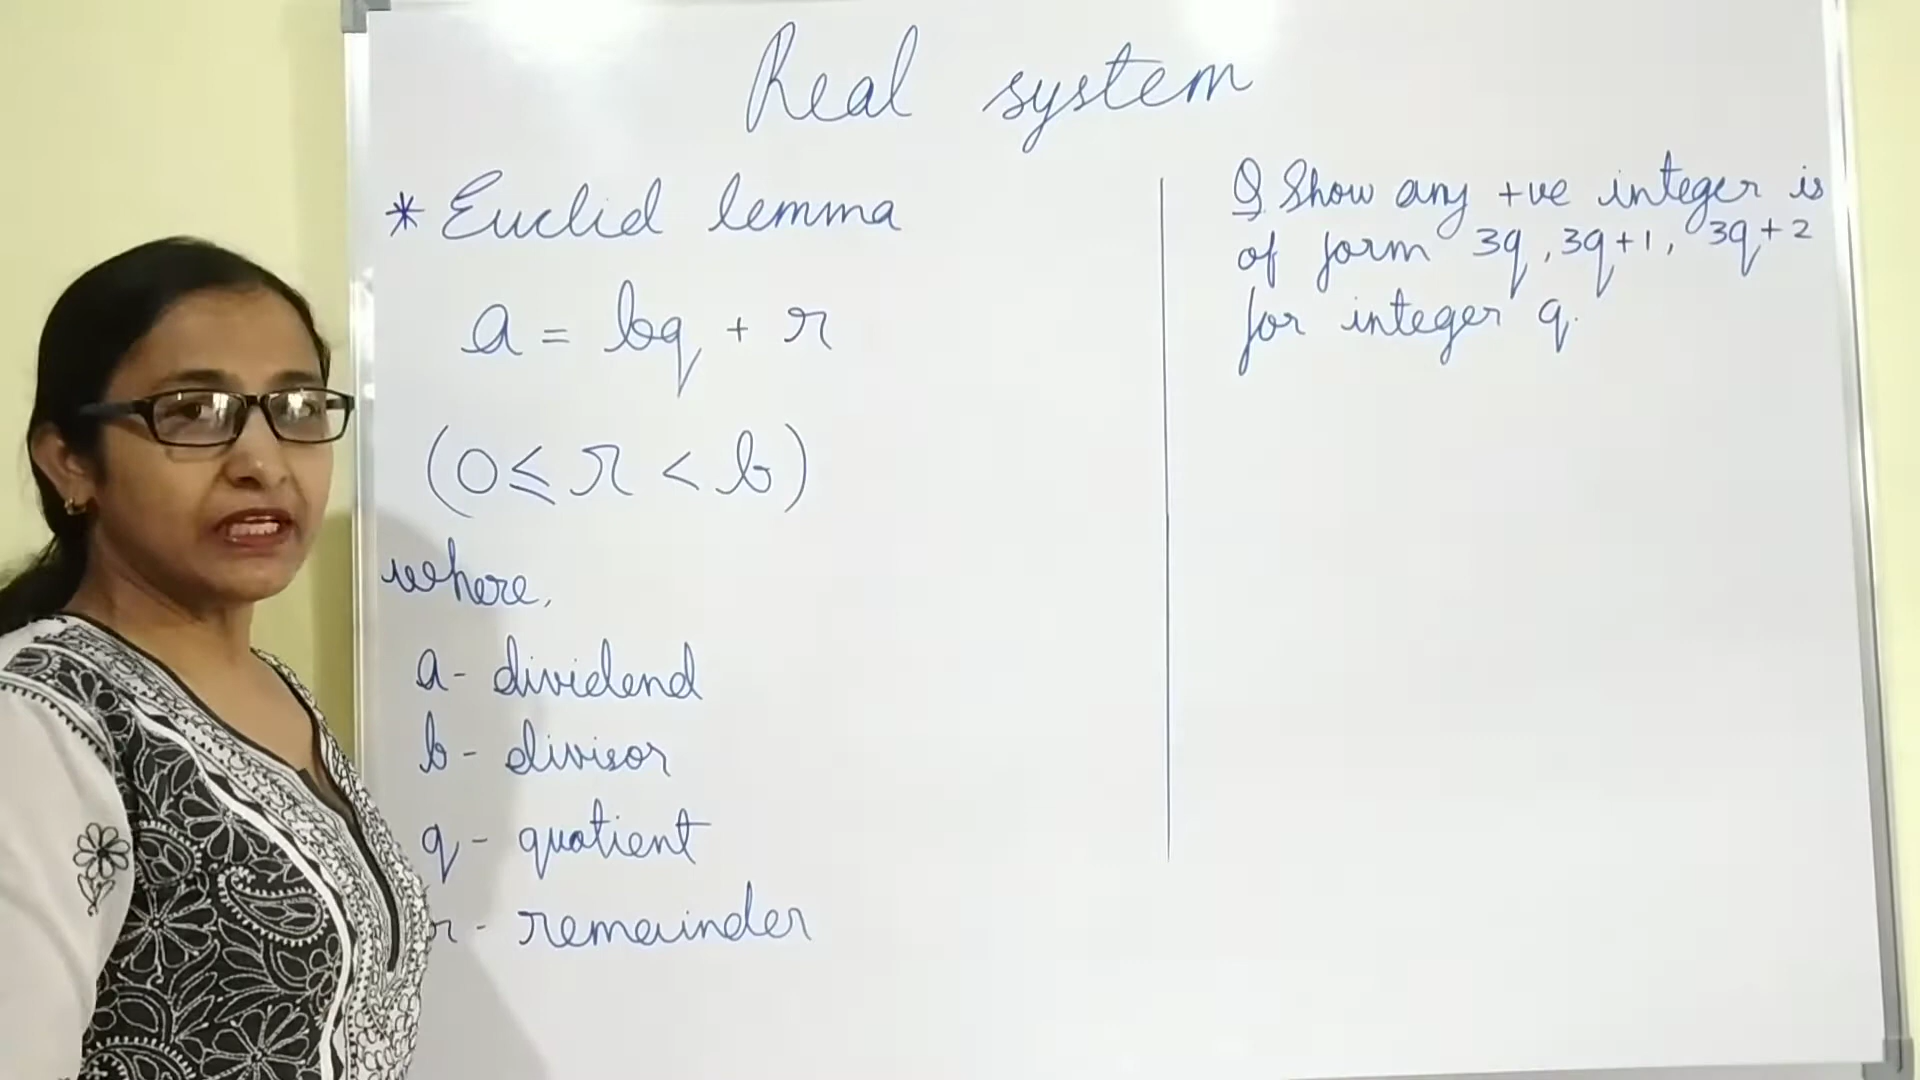 Real system
* Euclid lemma
a = bq + r
(0 ≤ r < b)
where,
a - dividend
b - divisor
q - quotient
r - remainder
Q. Show any +ve integer is
of form 3q, 3q+1, 3q+2
for integer q.